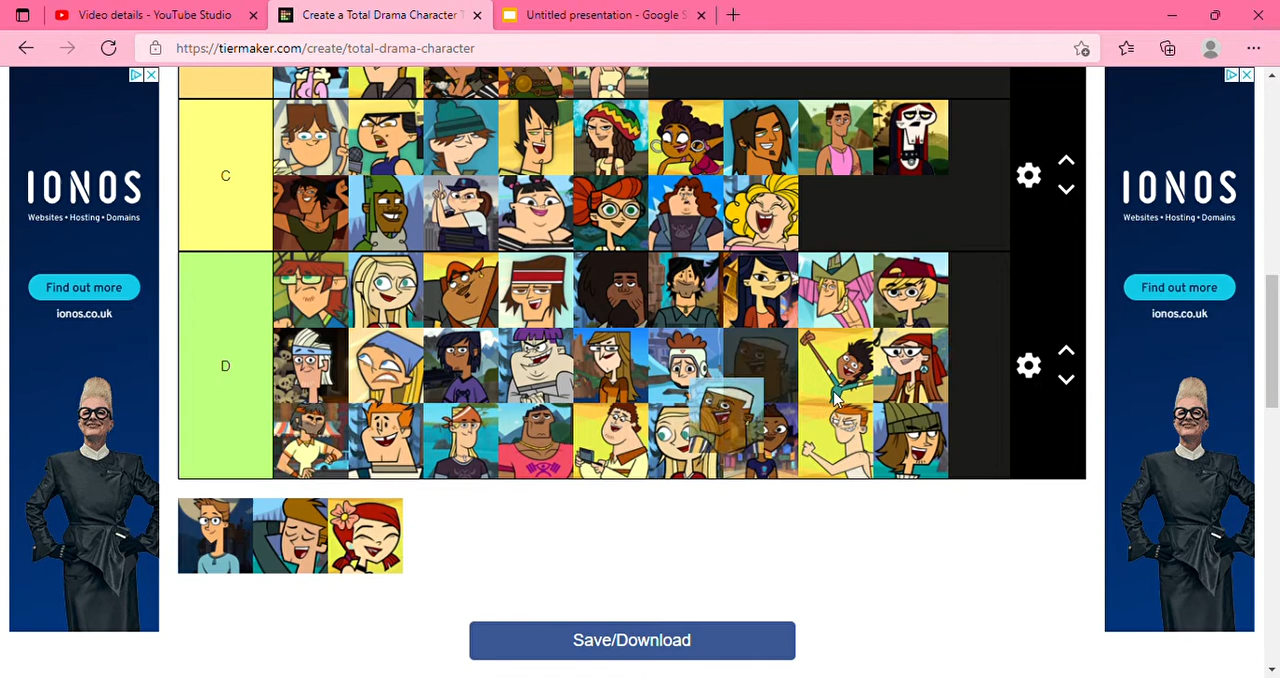 Video details - YouTube Studio
Create a Total Drama Character T
Untitled presentation - Google S
https://tiermaker.com/create/total-drama-character
IONOS
Websites • Hosting • Domains
Find out more
ionos.co.uk
C
D
Save/Download
IONOS
Websites • Hosting • Domains
Find out more
ionos.co.uk